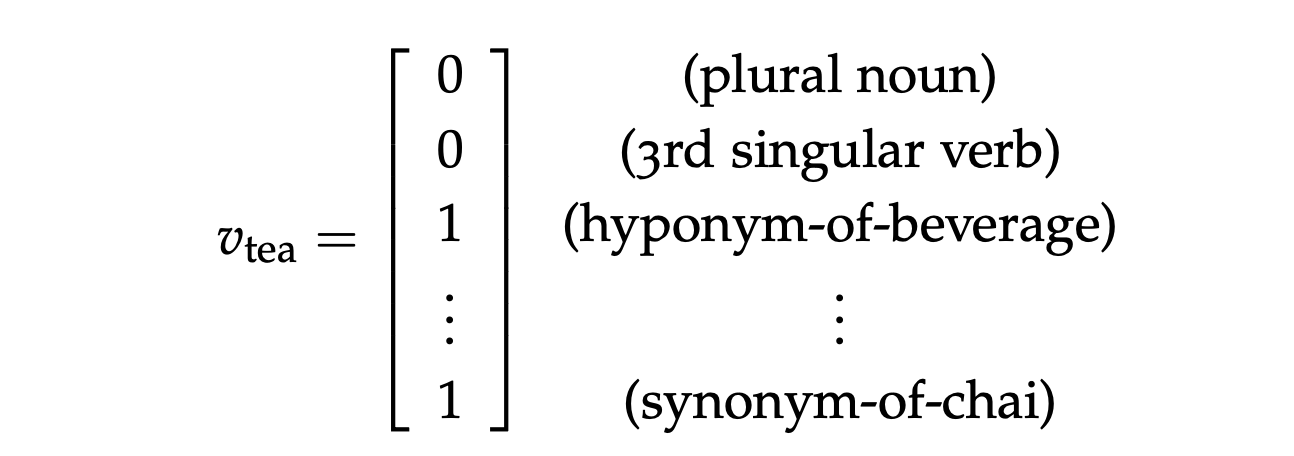 0 (plural noun)
0 (3rd singular verb)
v_tea = 1 (hyponym-of-beverage)
⋮ ⋮
1 (synonym-of-chai)